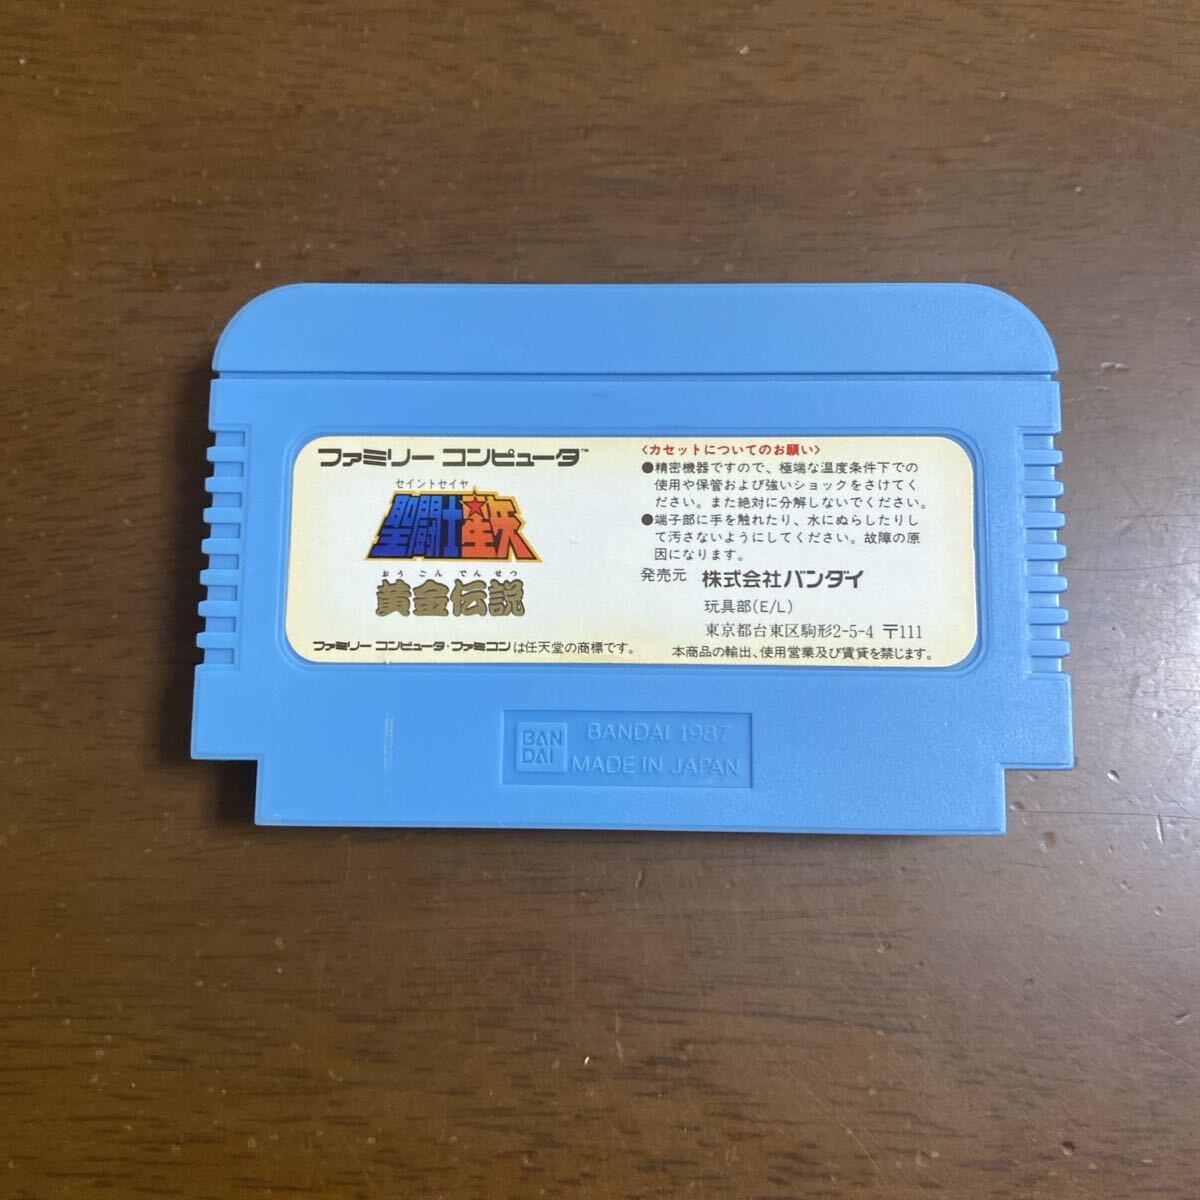 ファミリー コンピュータ™
セイントセイヤ
聖闘士星矢
おうごんでんせつ
黄金伝説
ファミリー コンピュータ・ファミコンは任天堂の商標です。
〈カセットについてのお願い〉
●精密機器ですので、極端な温度条件下での
使用や保管および強いショックをさけてく
ださい。また絶対に分解しないでください。
●端子部に手を触れたり、水にぬらしたりし
て汚さないようにしてください。故障の原
因になります。
発売元 株式会社バンダイ
玩具部(E/L)
東京都台東区駒形2-5-4 〒111
本商品の輸出、使用営業及び賃貸を禁じます。
BAN
DAI
BANDAI 1987
MADE IN JAPAN